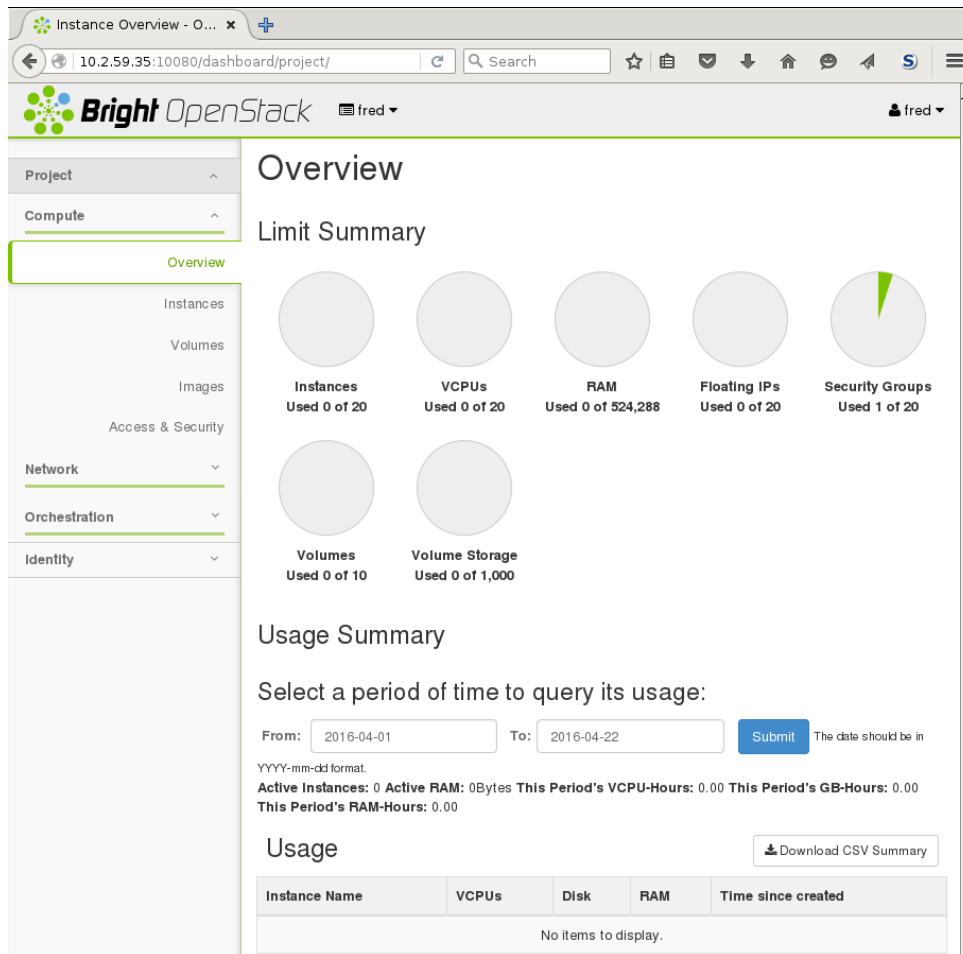 Instance Overview - O...
10.2.59.35:10080/dashboard/project/
Search
S
Bright OpenStack
fred
fred
Project
Compute
Overview
Instances
Volumes
Images
Access & Security
Network
Orchestration
Identity
Overview
Limit Summary
Instances
Used 0 of 20
VCPUs
Used 0 of 20
RAM
Used 0 of 524,288
Floating IPs
Used 0 of 20
Security Groups
Used 1 of 20
Volumes
Used 0 of 10
Volume Storage
Used 0 of 1,000
Usage Summary
Select a period of time to query its usage:
From: 2016-04-01 To: 2016-04-22 Submit The date should be in
YYYY-mm-dd format.
Active Instances: 0 Active RAM: 0Bytes This Period's VCPU-Hours: 0.00 This Period's GB-Hours: 0.00
This Period's RAM-Hours: 0.00
Usage
Download CSV Summary
Instance Name VCPUs Disk RAM Time since created
No items to display.